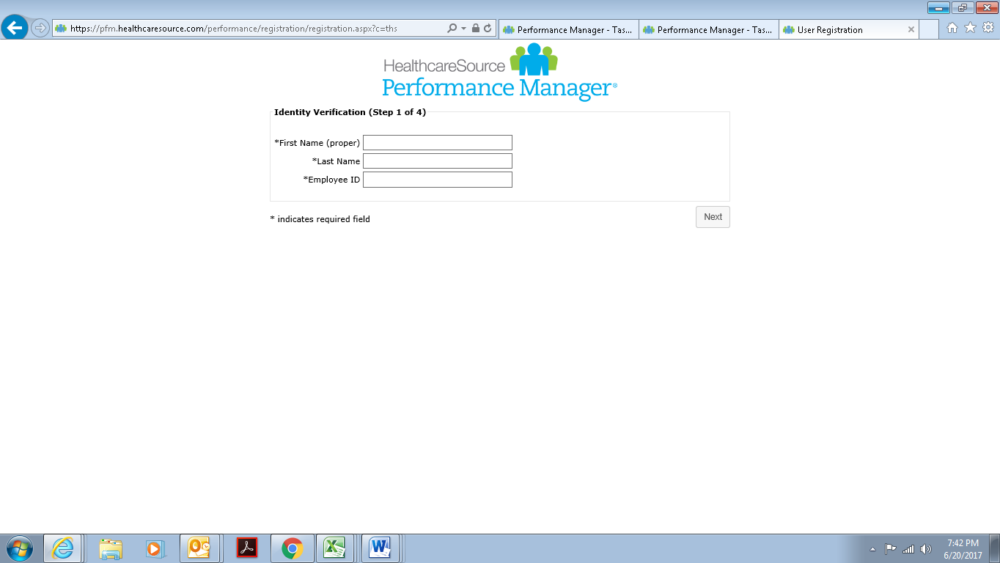 https://pfm.healthcaresource.com/performance/registration/registration.aspx?c=ths
Performance Manager - Tas...
Performance Manager - Tas...
User Registration
HealthcareSource
Performance Manager®
Identity Verification (Step 1 of 4)
*First Name (proper)
*Last Name
*Employee ID
* indicates required field
Next
7:42 PM
6/20/2017